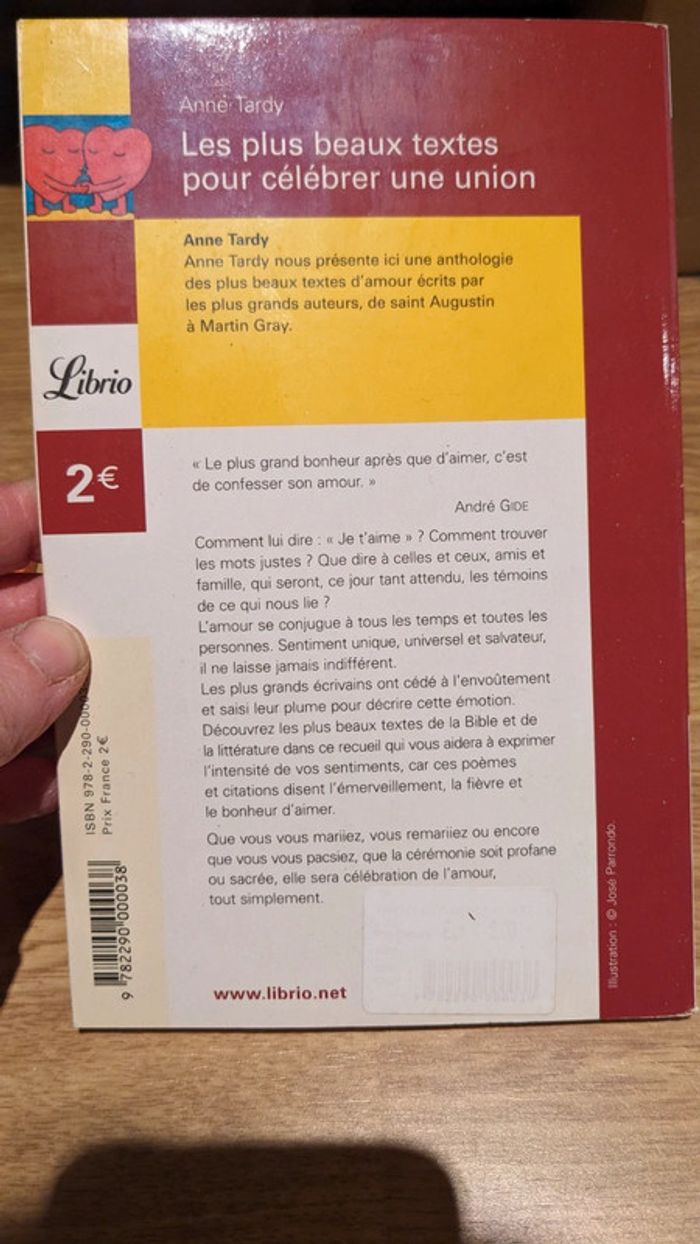 Anne Tardy
Les plus beaux textes
pour célébrer une union
Anne Tardy
Anne Tardy nous présente ici une anthologie
des plus beaux textes d'amour écrits par
les plus grands auteurs, de saint Augustin
à Martin Gray.
Librio
2€
« Le plus grand bonheur après que d'aimer, c'est
de confesser son amour. »
André GIDE
Comment lui dire : « Je t'aime » ? Comment trouver
les mots justes ? Que dire à celles et ceux, amis et
famille, qui seront, ce jour tant attendu, les témoins
de ce qui nous lie ?
L'amour se conjugue à tous les temps et toutes les
personnes. Sentiment unique, universel et salvateur,
il ne laisse jamais indifférent.
Les plus grands écrivains ont cédé à l'envoûtement
et saisi leur plume pour décrire cette émotion.
Découvrez les plus beaux textes de la Bible et de
la littérature dans ce recueil qui vous aidera à exprimer
l'intensité de vos sentiments, car ces poèmes
et citations disent l'émerveillement, la fièvre et
le bonheur d'aimer.
Que vous vous mariiez, vous remariiez ou encore
que vous vous pacsiez, que la cérémonie soit profane
ou sacrée, elle sera célébration de l'amour,
tout simplement.
www.librio.net
ISBN 978-2-290-0000
Prix France 2€
9 782290 000038
Illustration : © José Parrondo.